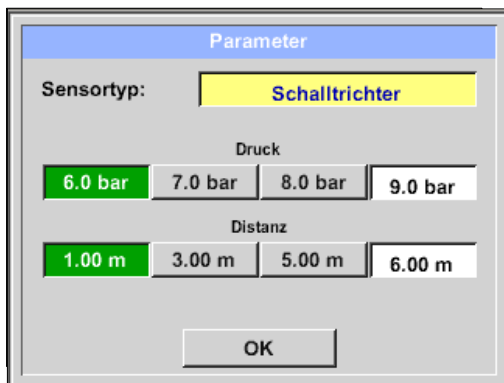 Parameter
Sensortyp: Schalltrichter
Druck
6.0 bar 7.0 bar 8.0 bar 9.0 bar
Distanz
1.00 m 3.00 m 5.00 m 6.00 m
OK